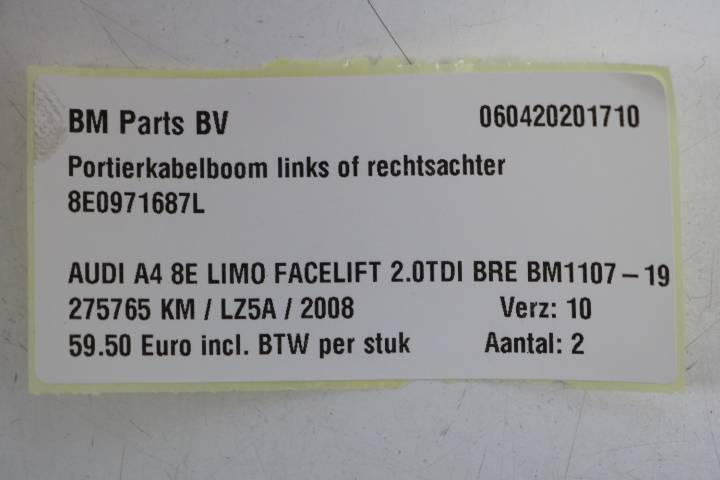 BM Parts BV 060420201710
Portierkabelboom links of rechtsachter
8E0971687L
AUDI A4 8E LIMO FACELIFT 2.0TDI BRE BM1107-19
275765 KM / LZ5A / 2008 Verz: 10
59.50 Euro incl. BTW per stuk Aantal: 2